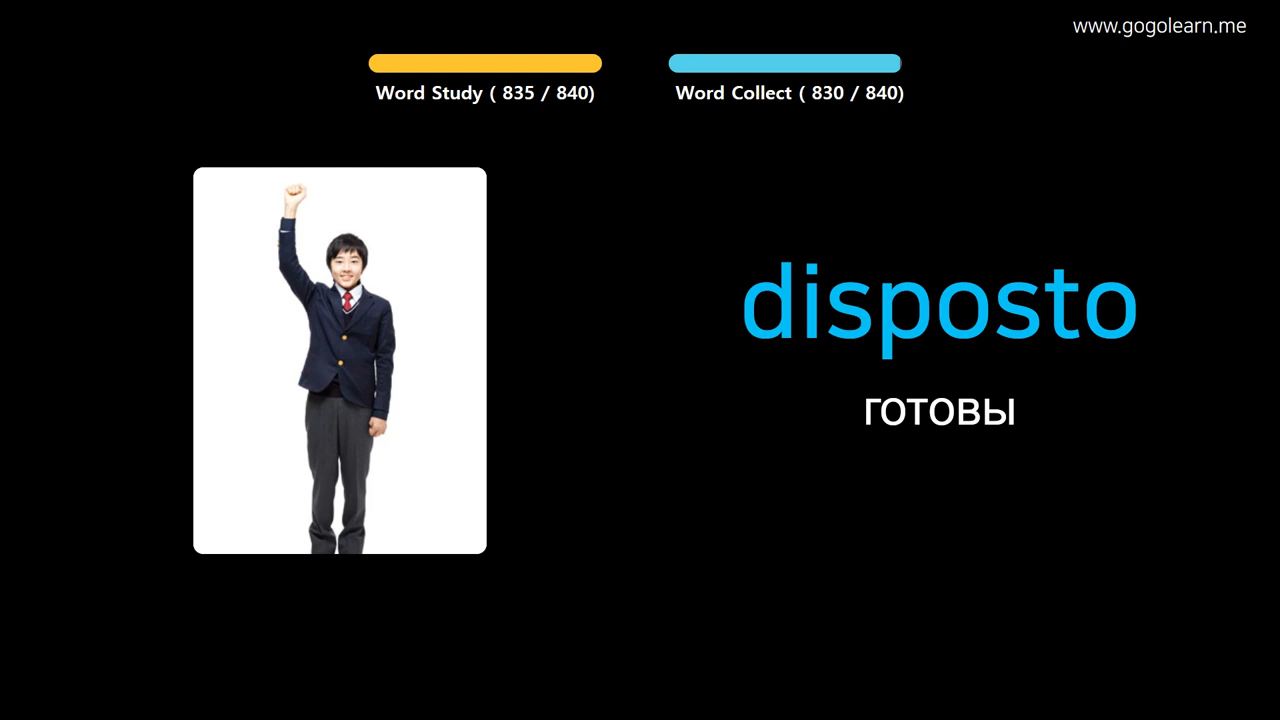 www.gogolearn.me
Word Study ( 835 / 840)
Word Collect ( 830 / 840)
disposto
готовы